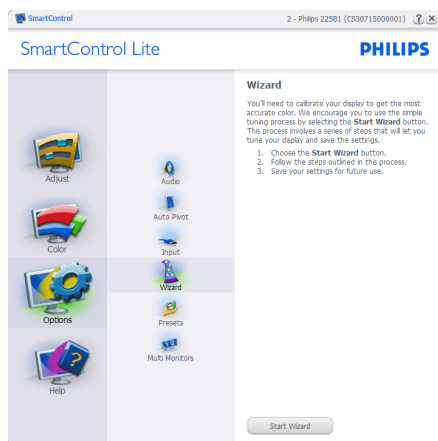 SmartControl
2 - Philips 225B1 (CS30715000001)
SmartControl Lite
PHILIPS
Adjust
Color
Options
Help
Audio
Auto Pivot
Input
Wizard
Presets
Multi Monitors
Wizard
You'll need to calibrate your display to get the most
accurate color. We encourage you to use the simple
tuning process by selecting the Start Wizard button.
This process involves a series of steps that will let you
tune your display and save the settings.
1. Choose the Start Wizard button.
2. Follow the steps outlined in this process.
3. Save your settings for future use.
Start Wizard